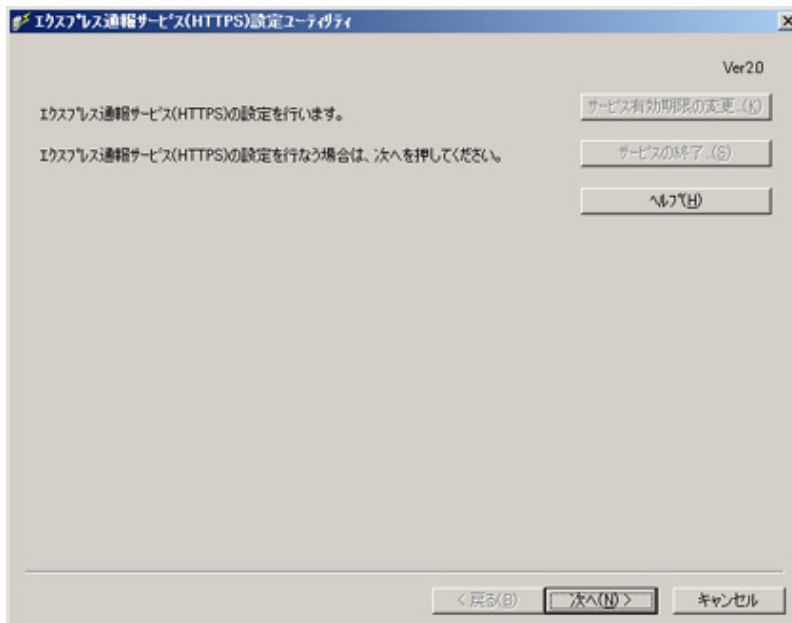 エクスプレス通報サービス(HTTPS)設定ユーティリティ
Ver2.0
エクスプレス通報サービス(HTTPS)の設定を行います。
サービス有効期限の変更..(K)
エクスプレス通報サービス(HTTPS)の設定を行なう場合は、次へを押してください。
サービスの終了..(S)
ヘルプ(H)
< 戻る(B)
次へ(N) >
キャンセル